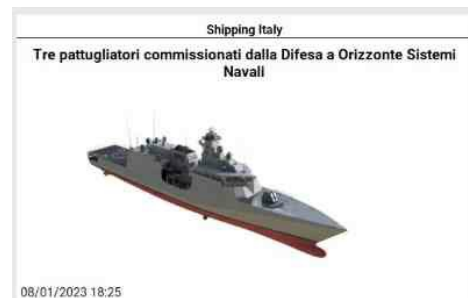 Shipping Italy
Tre pattugliatori commissionati dalla Difesa a Orizzonte Sistemi
Navali
08/01/2023 18:25